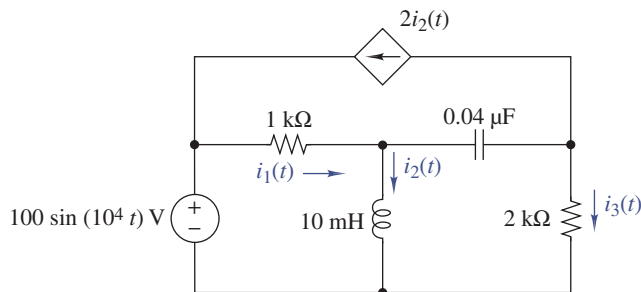 2i₂(t)
1 kΩ
0.04 µF
i₁(t)
i₂(t)
100 sin (10⁴ t) V
+
−
10 mH
2 kΩ
i₃(t)